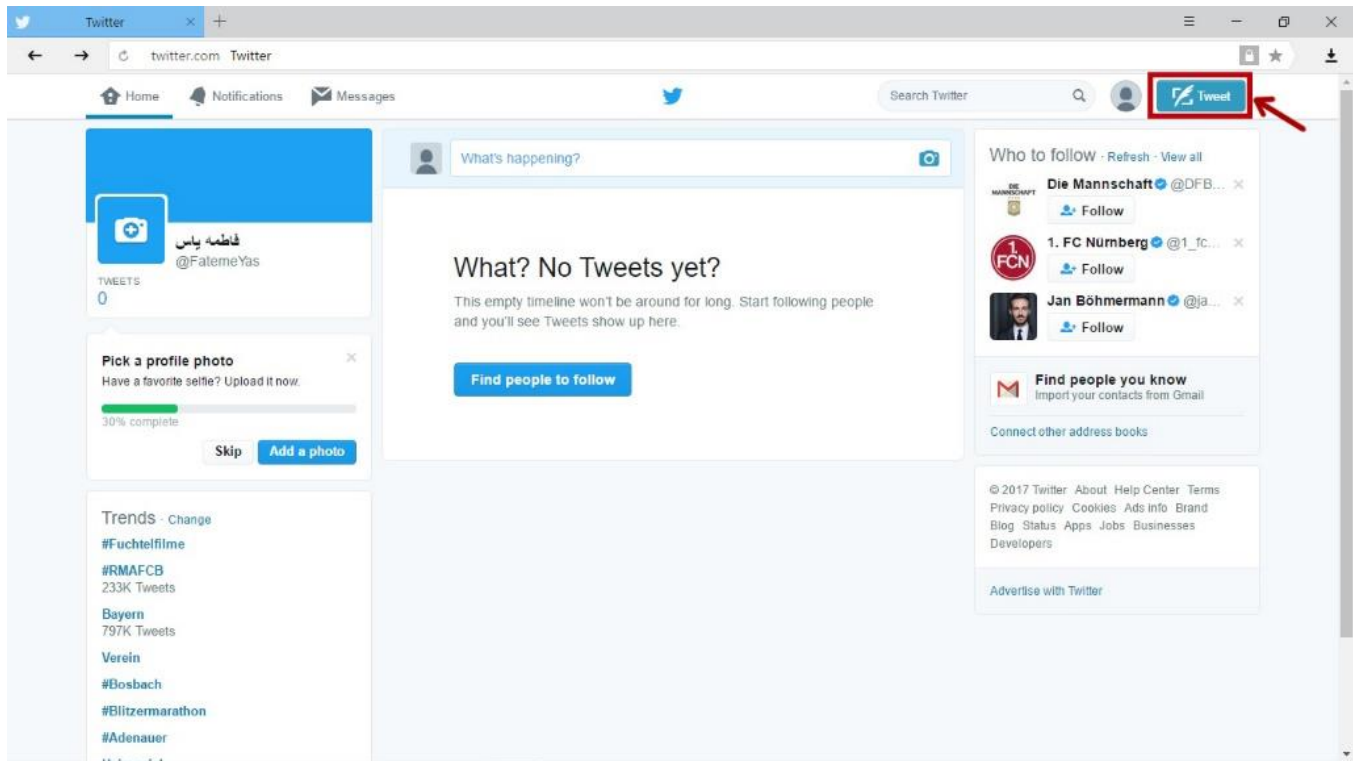 Twitter
twitter.com Twitter
Home Notifications Messages
Search Twitter
Tweet
فاطمه یاس
@FatemeYas
TWEETS
0
Pick a profile photo
Have a favorite selfie? Upload it now.
30% complete
Skip Add a photo
Trends · Change
#Fuchtelfilme
#RMAFCB
233K Tweets
Bayern
797K Tweets
Verein
#Bosbach
#Blitzermarathon
#Adenauer
What's happening?
What? No Tweets yet?
This empty timeline won't be around for long. Start following people
and you'll see Tweets show up here.
Find people to follow
Who to follow · Refresh · View all
DIE
MANNSCHAFT
Die Mannschaft @DFB...
Follow
1.
FCN
1. FC Nürnberg @1_fc...
Follow
Jan Böhmermann @ja...
Follow
Find people you know
Import your contacts from Gmail
Connect other address books
© 2017 Twitter About Help Center Terms
Privacy policy Cookies Ads info Brand
Blog Status Apps Jobs Businesses
Developers
Advertise with Twitter